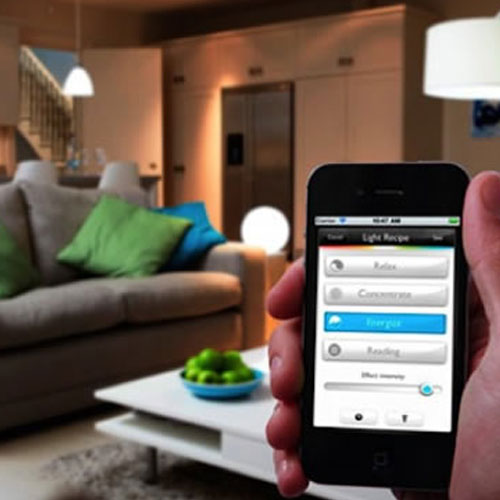 10:47 AM
Light Recipe
Relax
Concentrate
Energize
Reading
Effect intensity